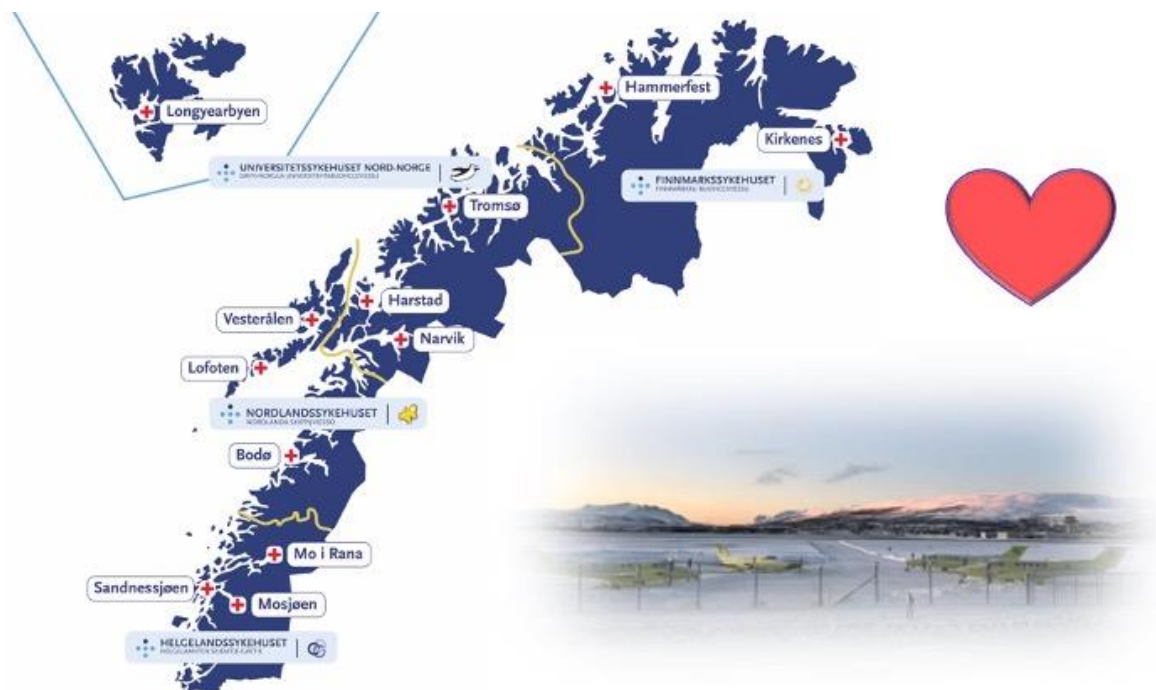 Hammerfest
Longyearbyen
Kirkenes
UNIVERSITETSSYKEHUSET NORD-NORGE
FINNMARKSSYKEHUSET
Tromsø
Harstad
Vesterålen
Narvik
Lofoten
NORDLANDSSYKEHUSET
Bodø
Mo i Rana
Sandnessjøen
Mosjøen
HELGELANDSSYKEHUSET